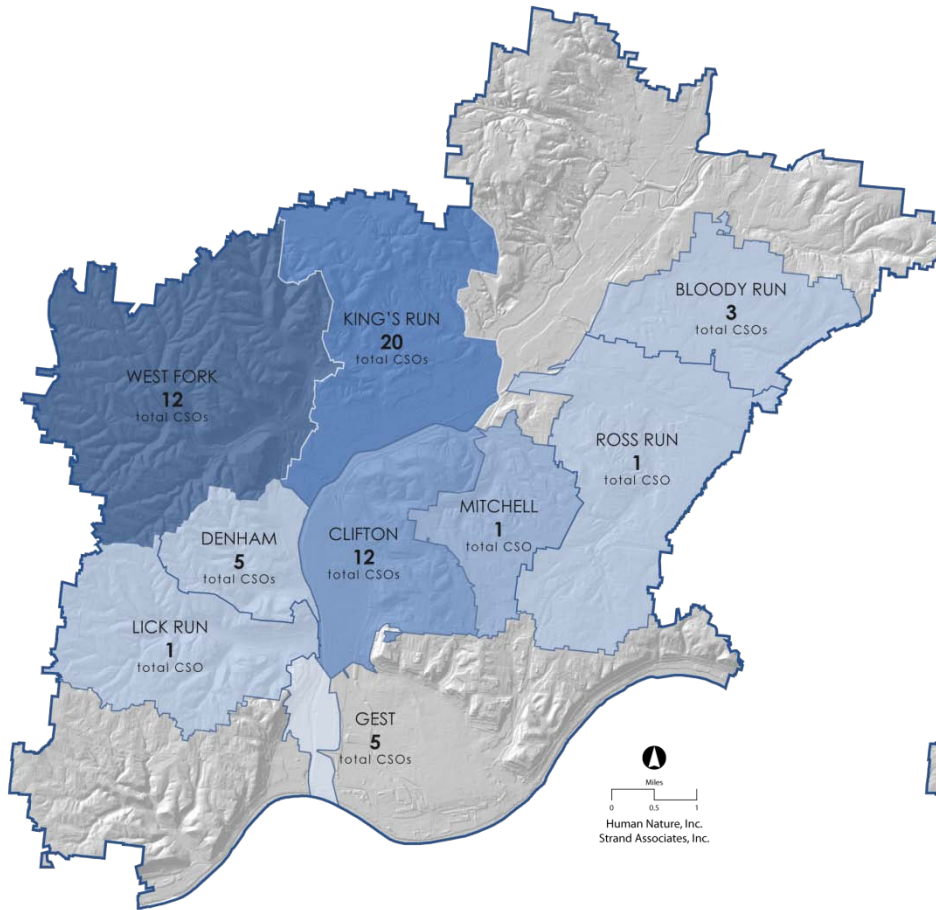 BLOODY RUN
3
total CSOs
KING'S RUN
20
total CSOs
WEST FORK
12
total CSOs
ROSS RUN
1
total CSO
MITCHELL
1
total CSO
DENHAM
5
total CSOs
CLIFTON
12
total CSOs
LICK RUN
1
total CSO
GEST
5
total CSOs
Miles
0 0.5 1
Human Nature, Inc.
Strand Associates, Inc.